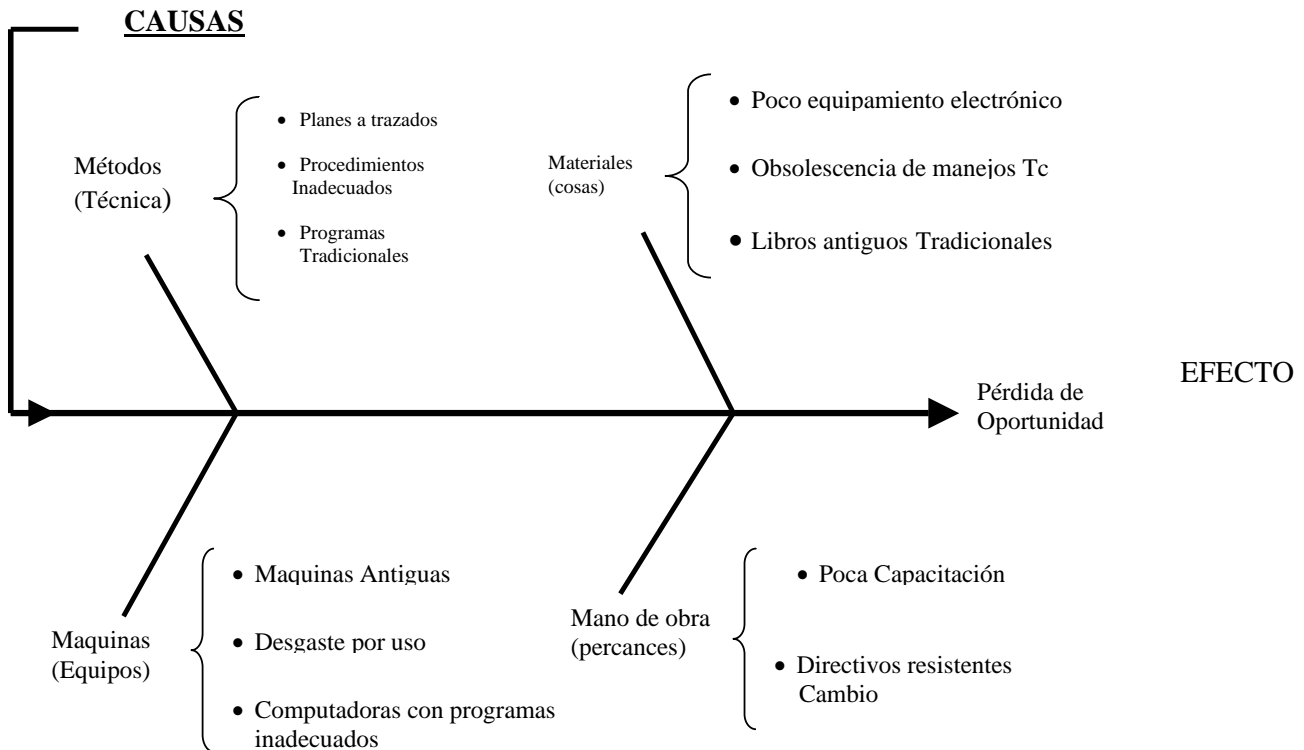 CAUSAS
Métodos
(Técnica)
• Planes a trazados
• Procedimientos
Inadecuados
• Programas
Tradicionales
Materiales
(cosas)
• Poco equipamiento electrónico
• Obsolescencia de manejos Tc
• Libros antiguos Tradicionales
EFECTO
Pérdida de
Oportunidad
Maquinas
(Equipos)
• Maquinas Antiguas
• Desgaste por uso
• Computadoras con programas
inadecuados
Mano de obra
(percances)
• Poca Capacitación
• Directivos resistentes
Cambio